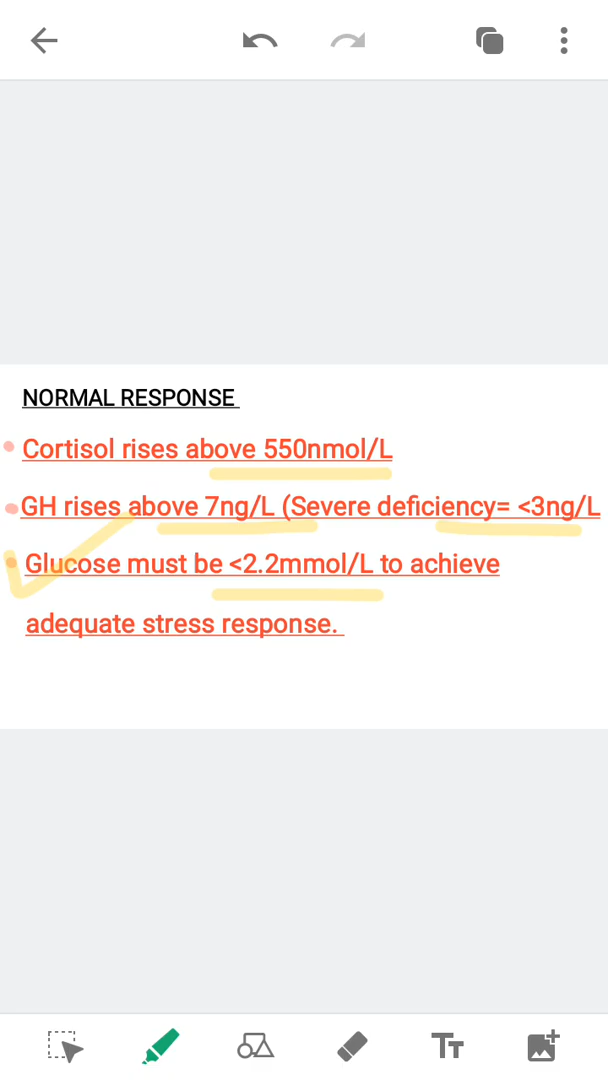 NORMAL RESPONSE
Cortisol rises above 550nmol/L
GH rises above 7ng/L (Severe deficiency= <3ng/L
Glucose must be <2.2mmol/L to achieve
adequate stress response.
Tт